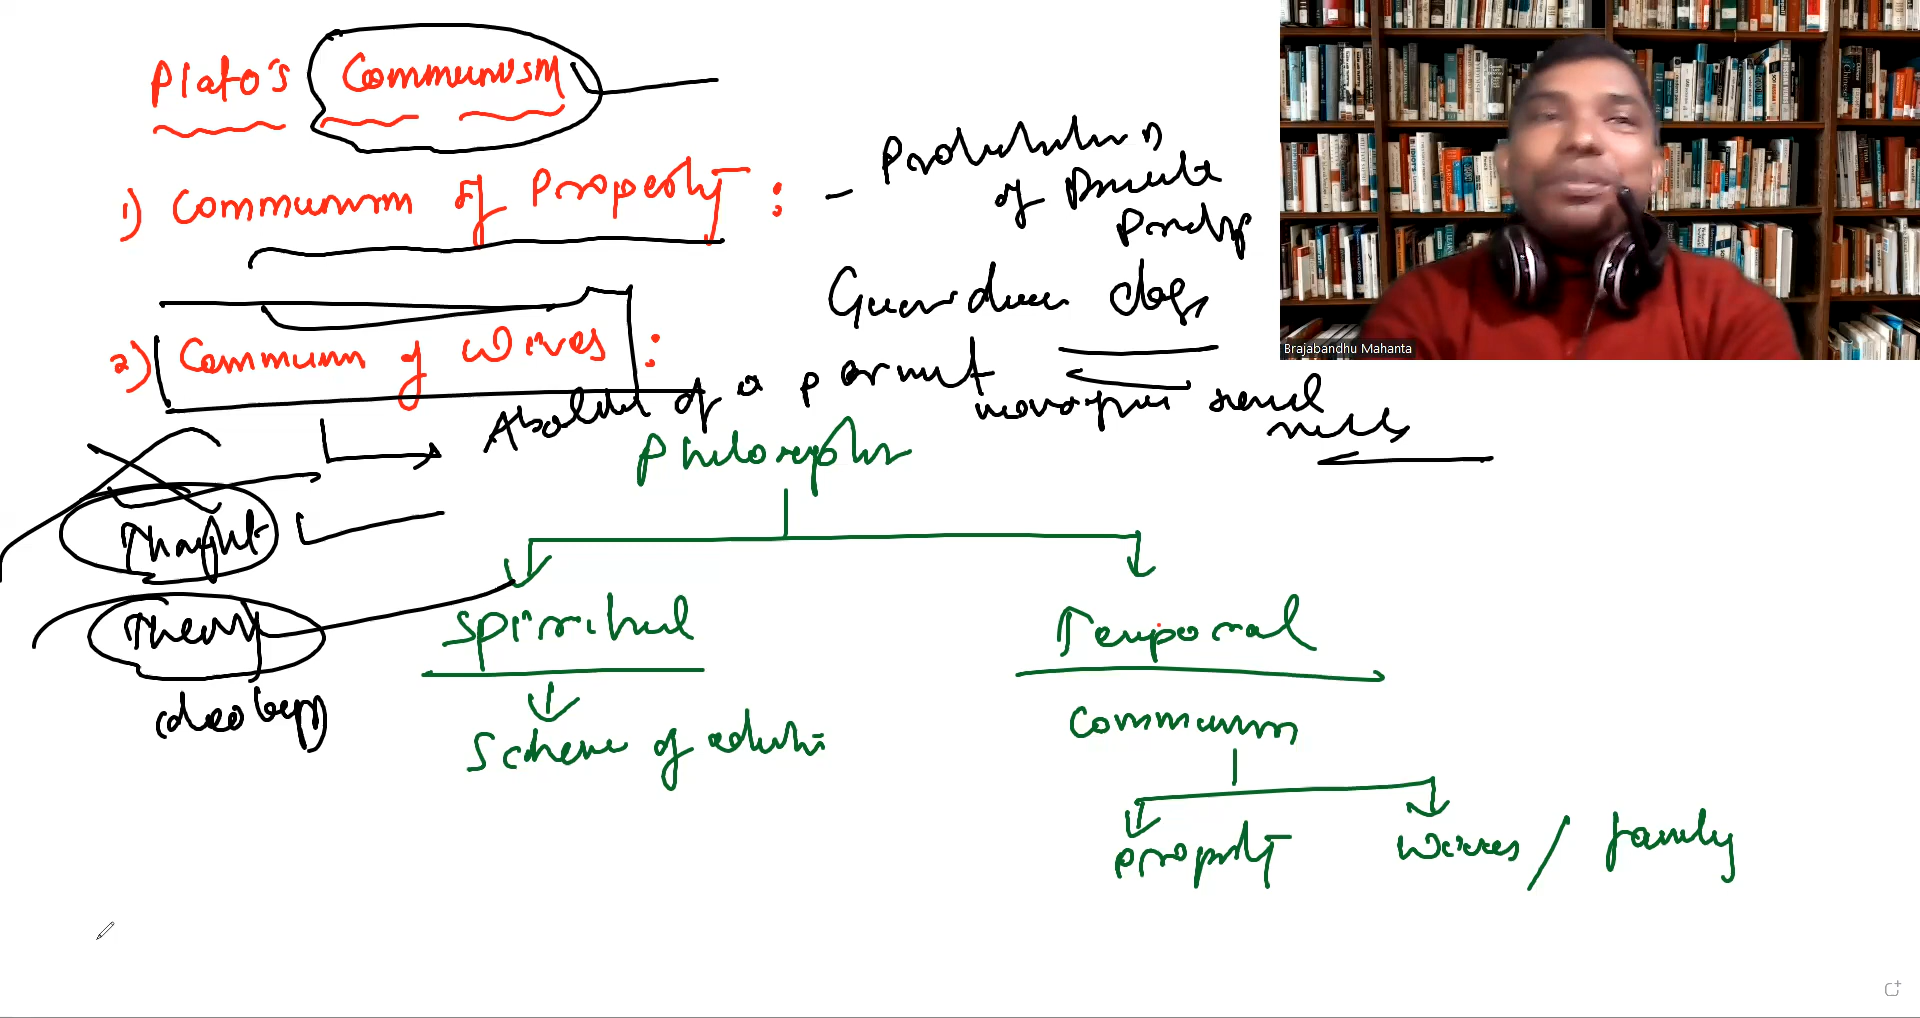 Plato's Communism
1) Communism of Property :
- Prohibition
of Private
Property
Guardian class
2) Communism of Wives :
Abolition of a permanent
monogamous sexual
Philosophy
Thought
Theory
ideology
Spiritual
Temporal
Scheme of education
Communism
Property
Wives / family
Brajabandhu Mahanta